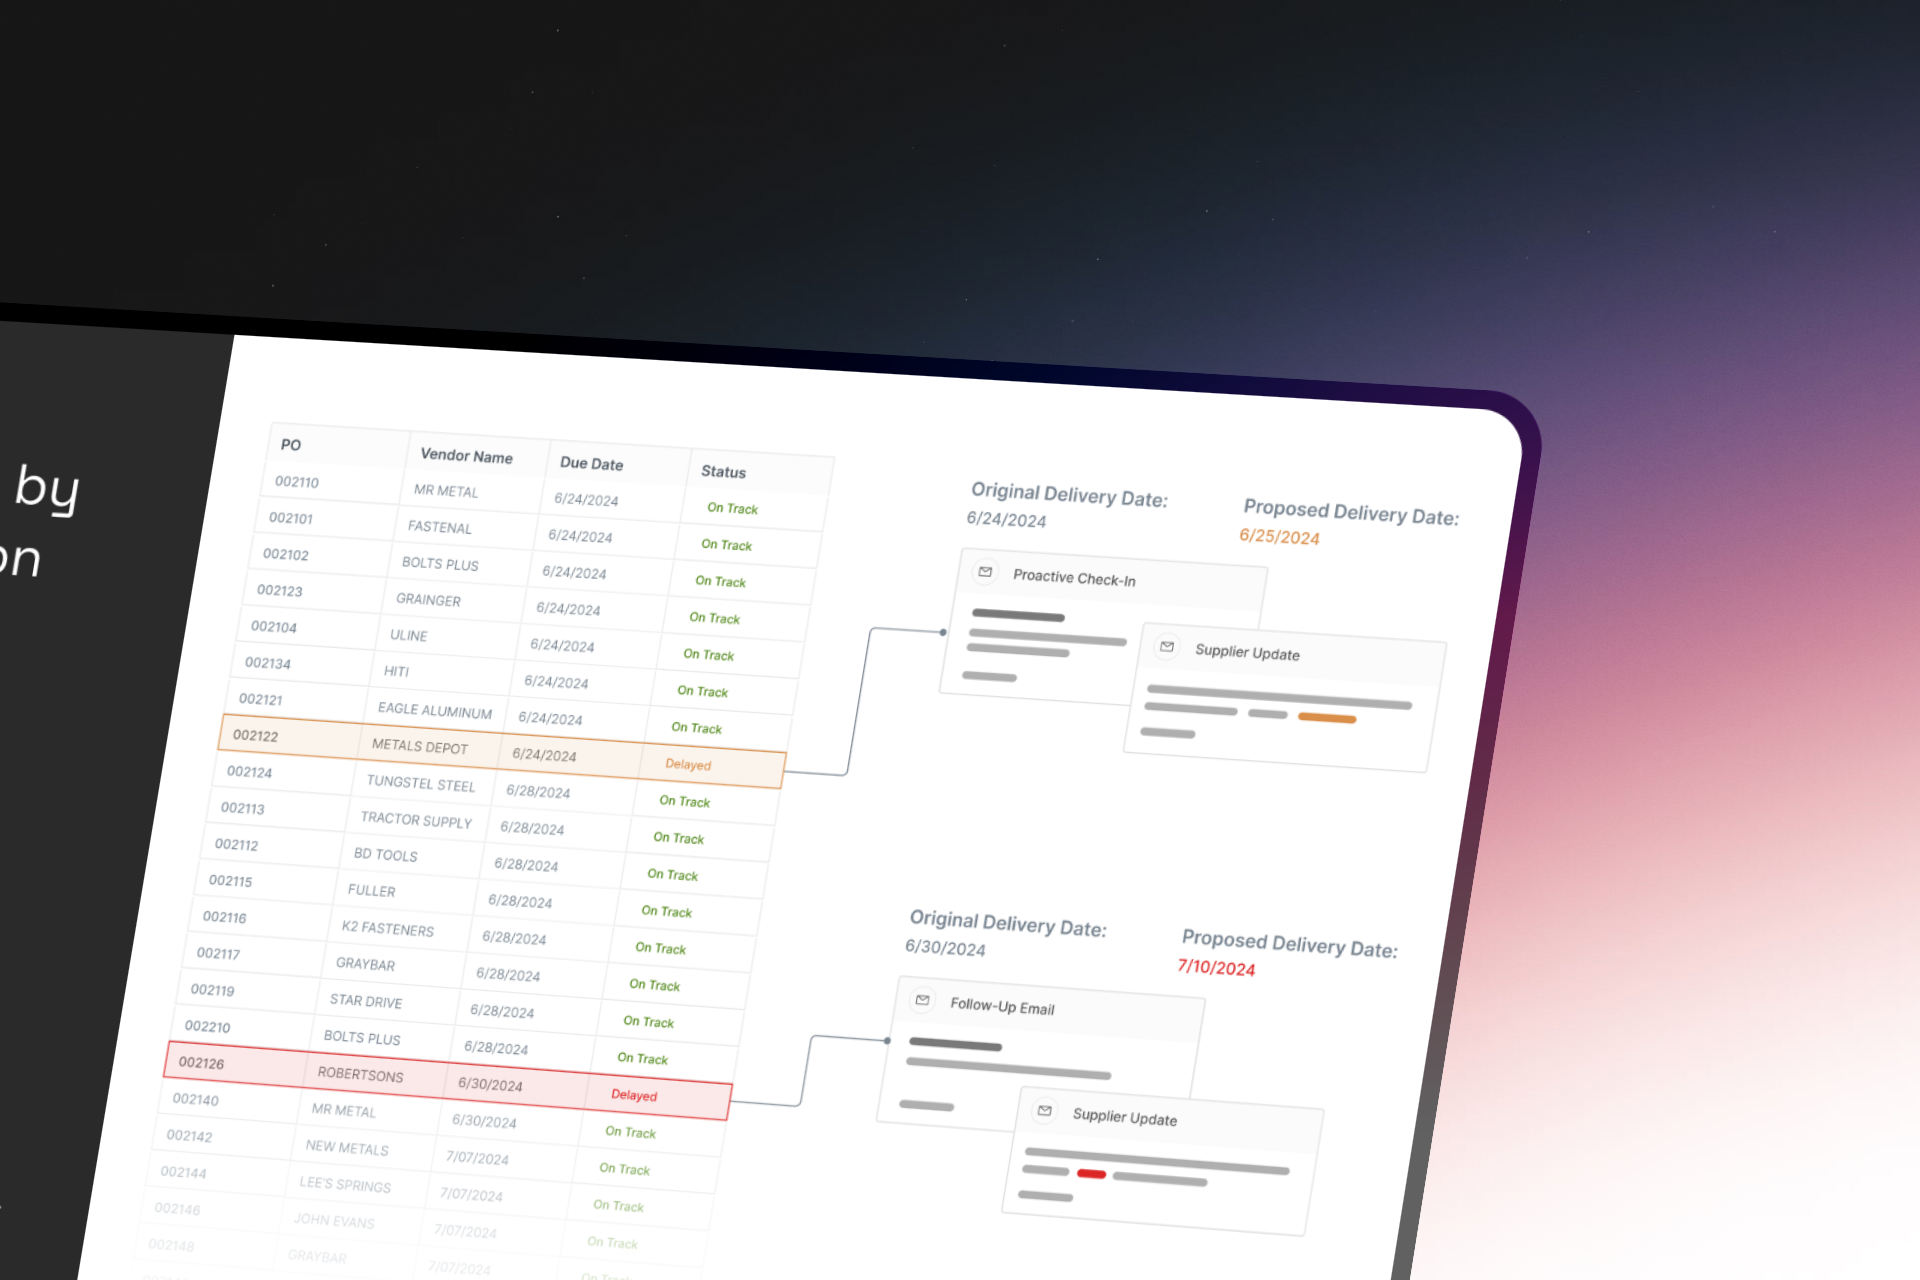 by
on
PO Vendor Name Due Date Status
002110 MR METAL 6/24/2024 On Track
002101 FASTENAL 6/24/2024 On Track
002102 BOLTS PLUS 6/24/2024 On Track
002123 GRAINGER 6/24/2024 On Track
002104 ULINE 6/24/2024 On Track
002134 HITI 6/24/2024 On Track
002121 EAGLE ALUMINUM 6/24/2024 On Track
002122 METALS DEPOT 6/24/2024 Delayed
002124 TUNGSTEL STEEL 6/28/2024 On Track
002113 TRACTOR SUPPLY 6/28/2024 On Track
002112 BD TOOLS 6/28/2024 On Track
002115 FULLER 6/28/2024 On Track
002116 K2 FASTENERS 6/28/2024 On Track
002117 GRAYBAR 6/28/2024 On Track
002119 STAR DRIVE 6/28/2024 On Track
002210 BOLTS PLUS 6/28/2024 On Track
002126 ROBERTSONS 6/30/2024 Delayed
002140 MR METAL 6/30/2024 On Track
002142 NEW METALS 7/07/2024 On Track
002144 LEE'S SPRINGS 7/07/2024 On Track
002146 JOHN EVANS 7/07/2024 On Track
002148 GRAYBAR 7/07/2024 On Track
Original Delivery Date: Proposed Delivery Date:
6/24/2024 6/25/2024
Proactive Check-In
Supplier Update
Original Delivery Date: Proposed Delivery Date:
6/30/2024 7/10/2024
Follow-Up Email
Supplier Update